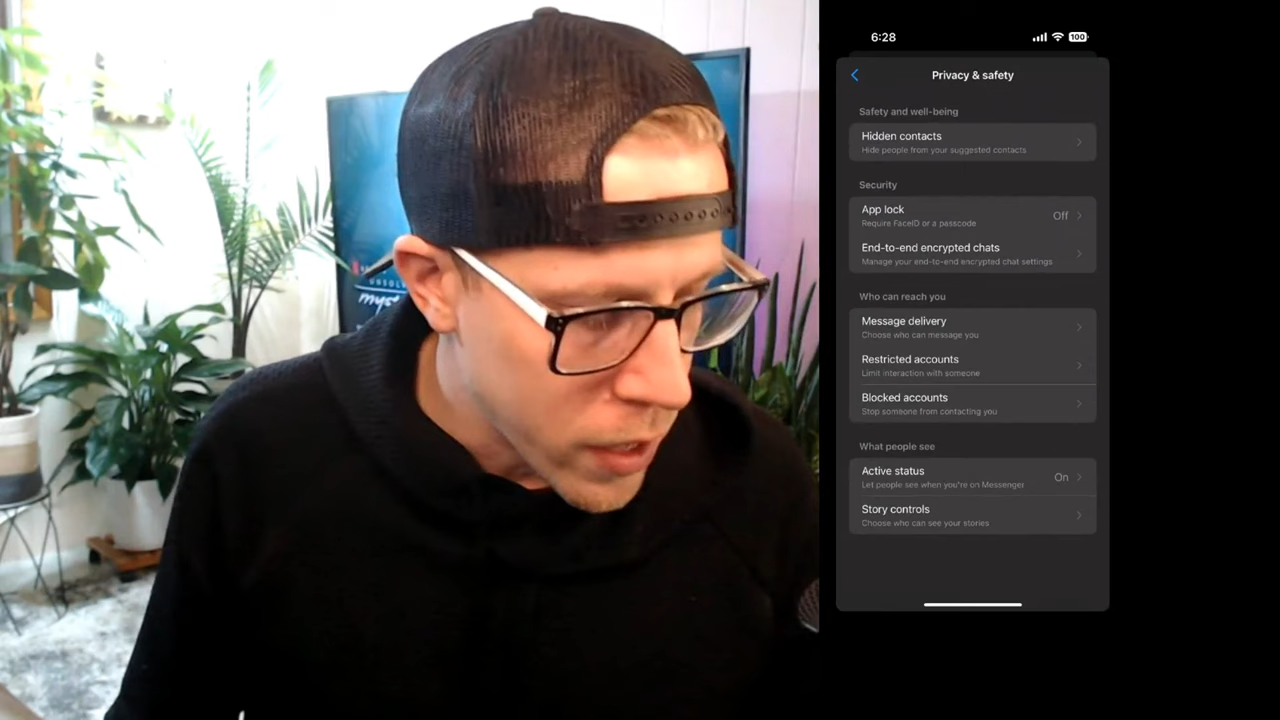 UNSOL
myst
6:28
100
Privacy & safety
Safety and well-being
Hidden contacts
Hide people from your suggested contacts
Security
App lock
Off
Require FaceID or a passcode
End-to-end encrypted chats
Manage your end-to-end encrypted chat settings
Who can reach you
Message delivery
Choose who can message you
Restricted accounts
Limit interaction with someone
Blocked accounts
Stop someone from contacting you
What people see
Active status
On
Let people see when you're on Messenger
Story controls
Choose who can see your stories